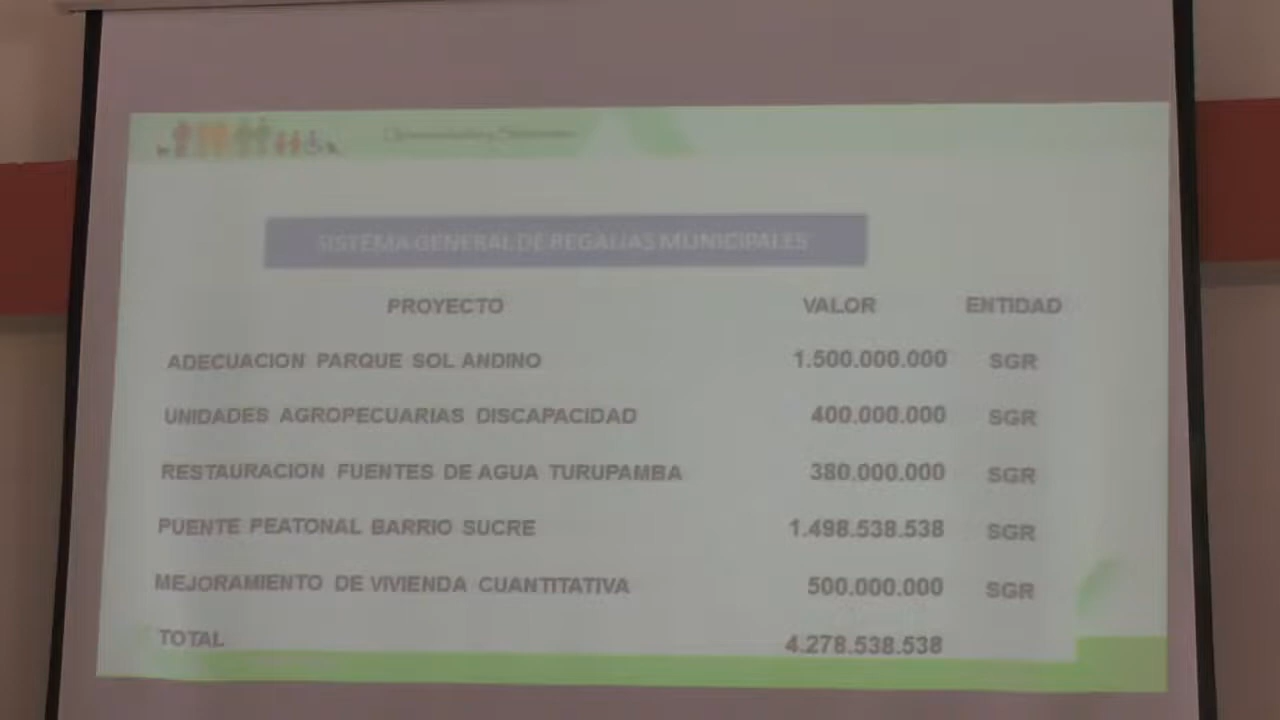 SISTEMA GENERAL DE REGALIAS MUNICIPALES
PROYECTO VALOR ENTIDAD
ADECUACION PARQUE SOL ANDINO 1.500.000.000 SGR
UNIDADES AGROPECUARIAS DISCAPACIDAD 400.000.000 SGR
RESTAURACION FUENTES DE AGUA TURUPAMBA 380.000.000 SGR
PUENTE PEATONAL BARRIO SUCRE 1.498.538.538 SGR
MEJORAMIENTO DE VIVIENDA CUANTITATIVA 500.000.000 SGR
TOTAL 4.278.538.538